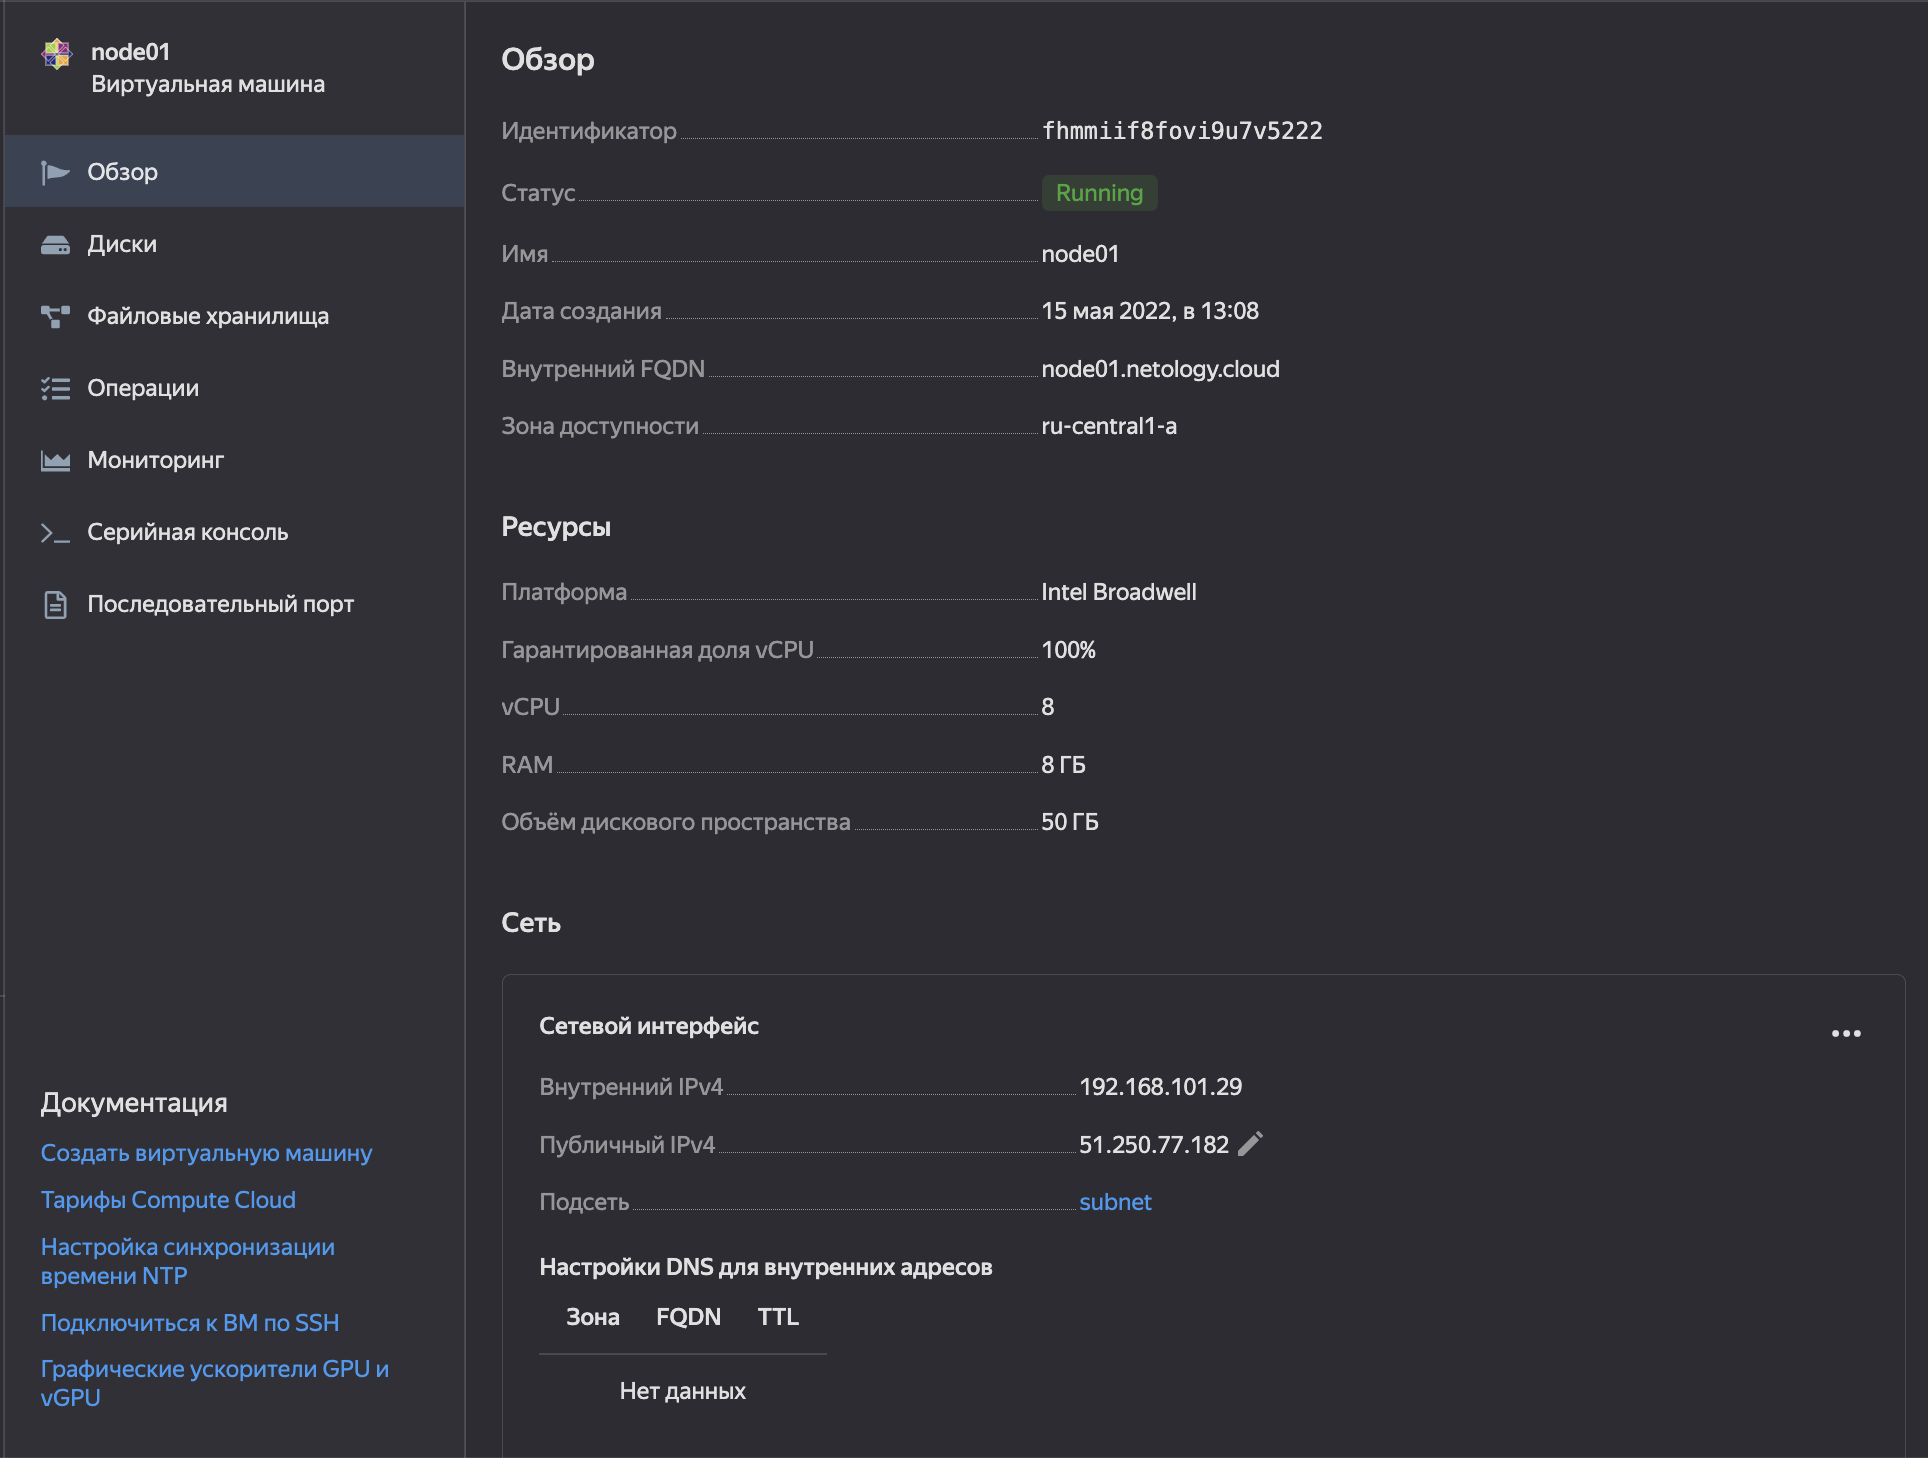 node01
Виртуальная машина
Обзор
Диски
Файловые хранилища
Операции
Мониторинг
Серийная консоль
Последовательный порт
Документация
Создать виртуальную машину
Тарифы Compute Cloud
Настройка синхронизации
времени NTP
Подключиться к ВМ по SSH
Графические ускорители GPU и
vGPU
Обзор
Идентификатор fhmmiif8fovi9u7v5222
Статус Running
Имя node01
Дата создания 15 мая 2022, в 13:08
Внутренний FQDN node01.netology.cloud
Зона доступности ru-central1-a
Ресурсы
Платформа Intel Broadwell
Гарантированная доля vCPU 100%
vCPU 8
RAM 8 ГБ
Объём дискового пространства 50 ГБ
Сеть
Сетевой интерфейс
Внутренний IPv4 192.168.101.29
Публичный IPv4 51.250.77.182
Подсеть subnet
Настройки DNS для внутренних адресов
Зона FQDN TTL
Нет данных